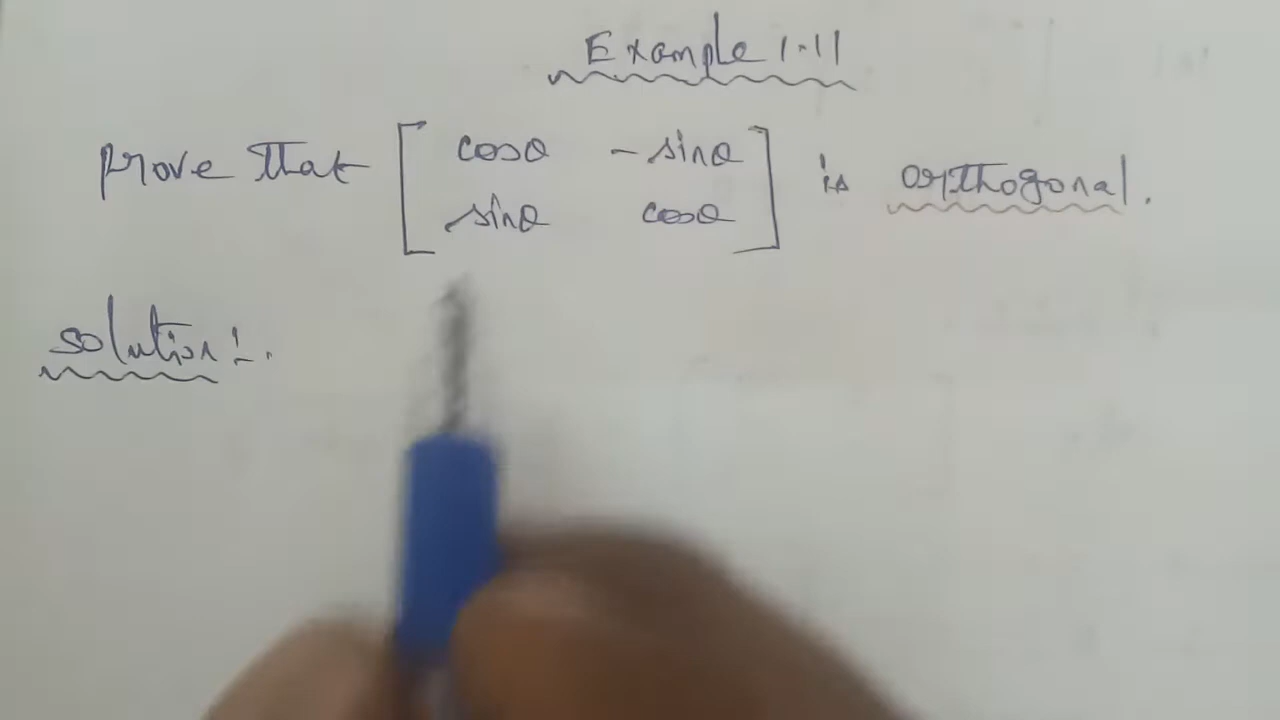 Example 1.11
Prove that [ cosθ -sinθ ] is orthogonal.
sinθ cosθ
solution:.